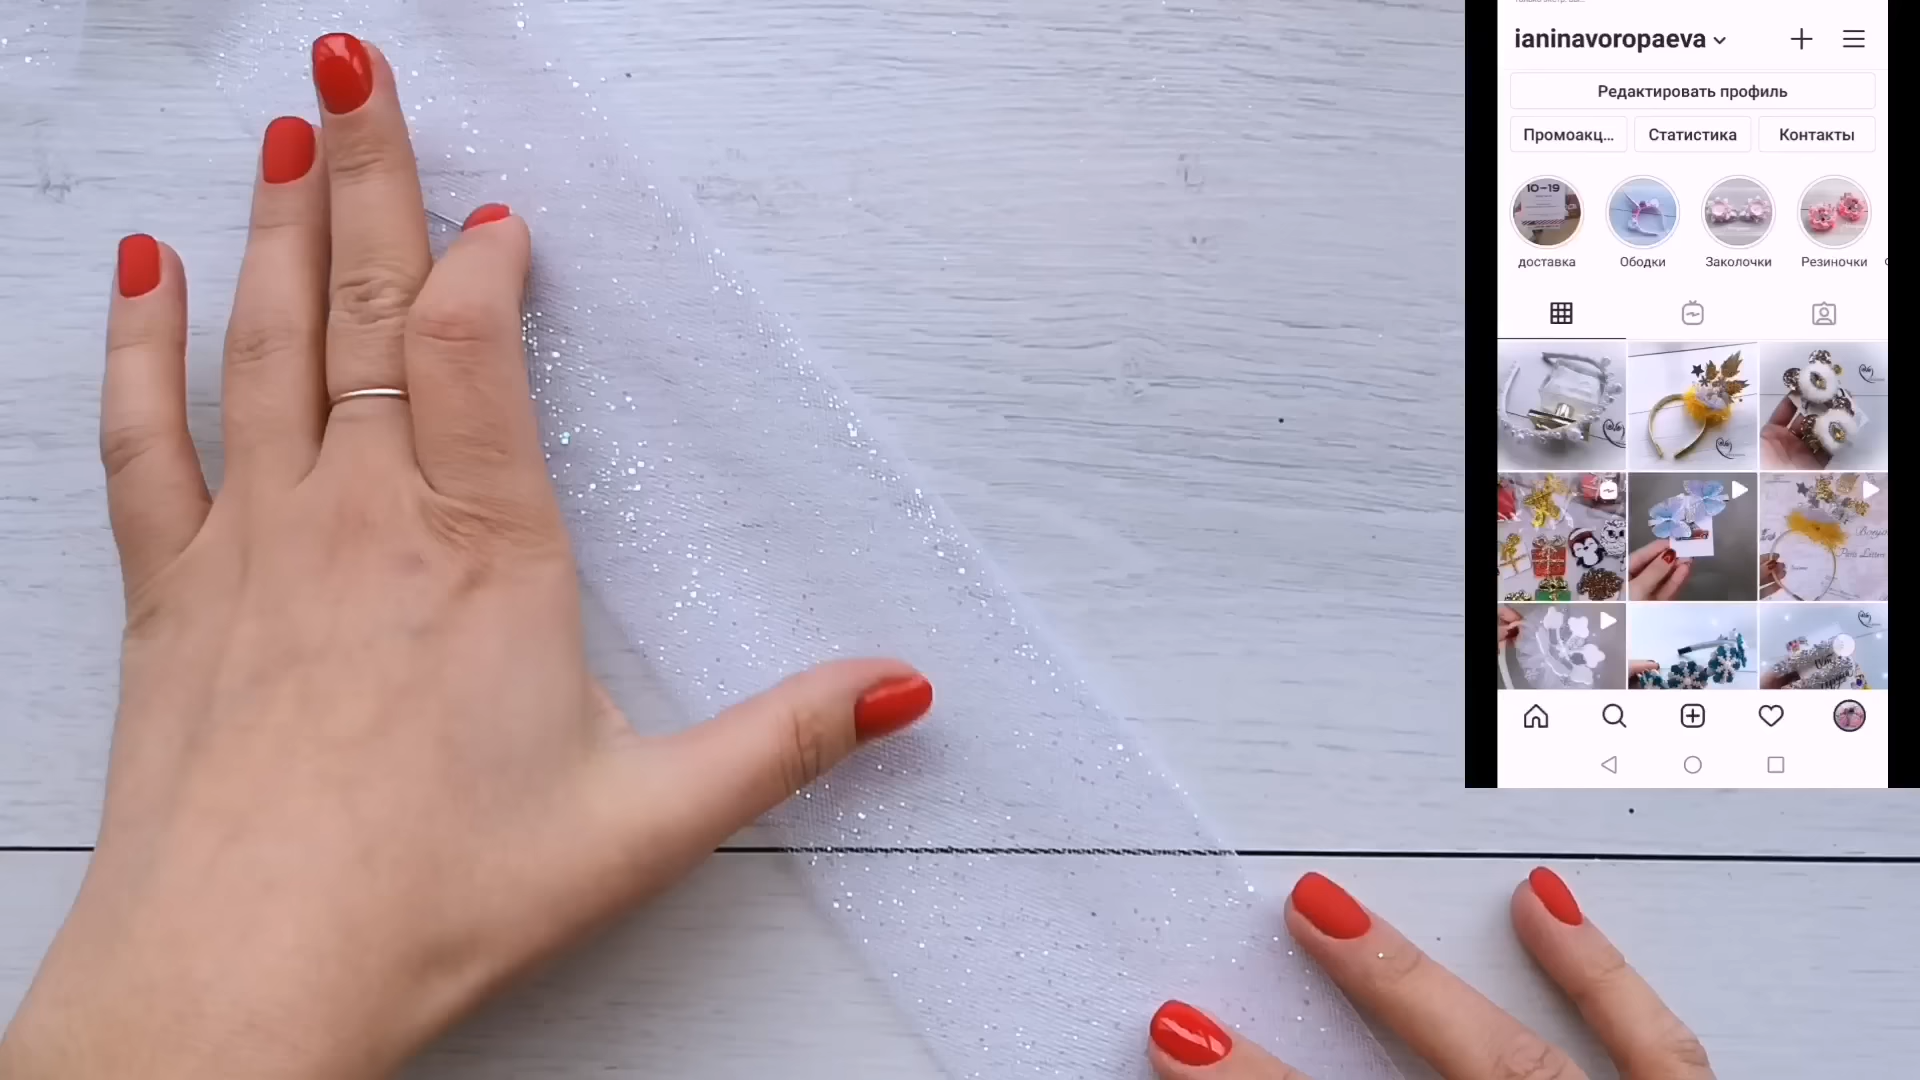 ianinavoropaeva
Редактировать профиль
Промоакц...
Статистика
Контакты
10-19
доставка
Ободки
Заколочки
Резиночки